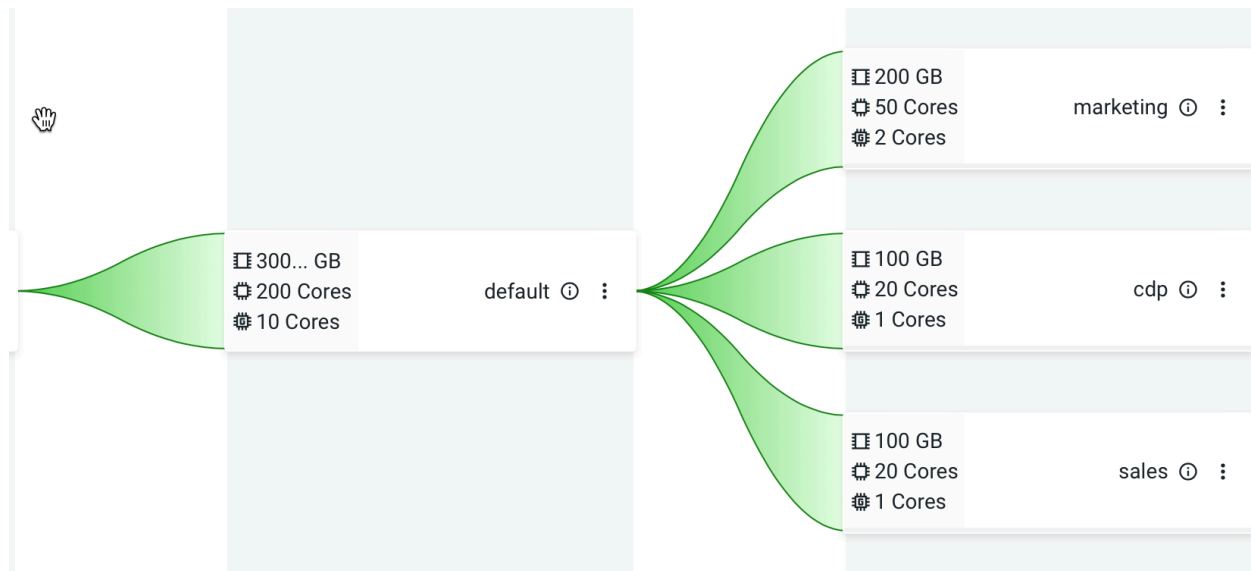 300... GB
200 Cores
10 Cores
default
200 GB
50 Cores
2 Cores
marketing
100 GB
20 Cores
1 Cores
cdp
100 GB
20 Cores
1 Cores
sales